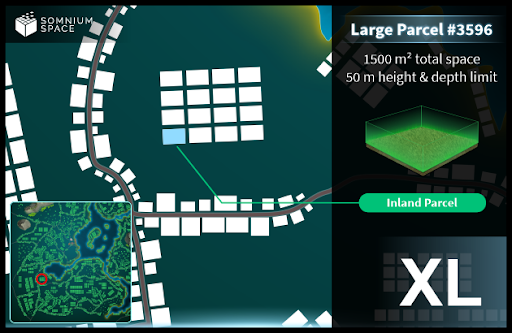 SOMNIUM
SPACE
Large Parcel #3596
1500 m² total space
50 m height & depth limit
Inland Parcel
XL